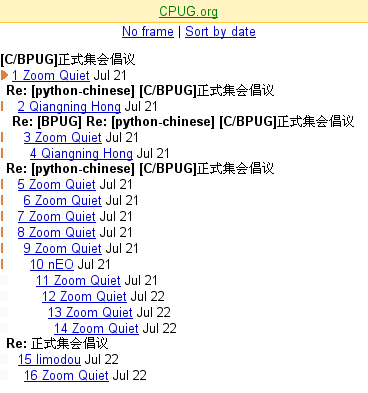 CPUG.org
No frame | Sort by date
[C/BPUG]正式集会倡议
1 Zoom Quiet Jul 21
Re: [python-chinese] [C/BPUG]正式集会倡议
2 Qiangning Hong Jul 21
Re: [BPUG] Re: [python-chinese] [C/BPUG]正式集会倡议
3 Zoom Quiet Jul 21
4 Qiangning Hong Jul 21
Re: [python-chinese] [C/BPUG]正式集会倡议
5 Zoom Quiet Jul 21
6 Zoom Quiet Jul 21
7 Zoom Quiet Jul 21
8 Zoom Quiet Jul 21
9 Zoom Quiet Jul 21
10 nEO Jul 21
11 Zoom Quiet Jul 21
12 Zoom Quiet Jul 22
13 Zoom Quiet Jul 22
14 Zoom Quiet Jul 22
Re: 正式集会倡议
15 limodou Jul 22
16 Zoom Quiet Jul 22